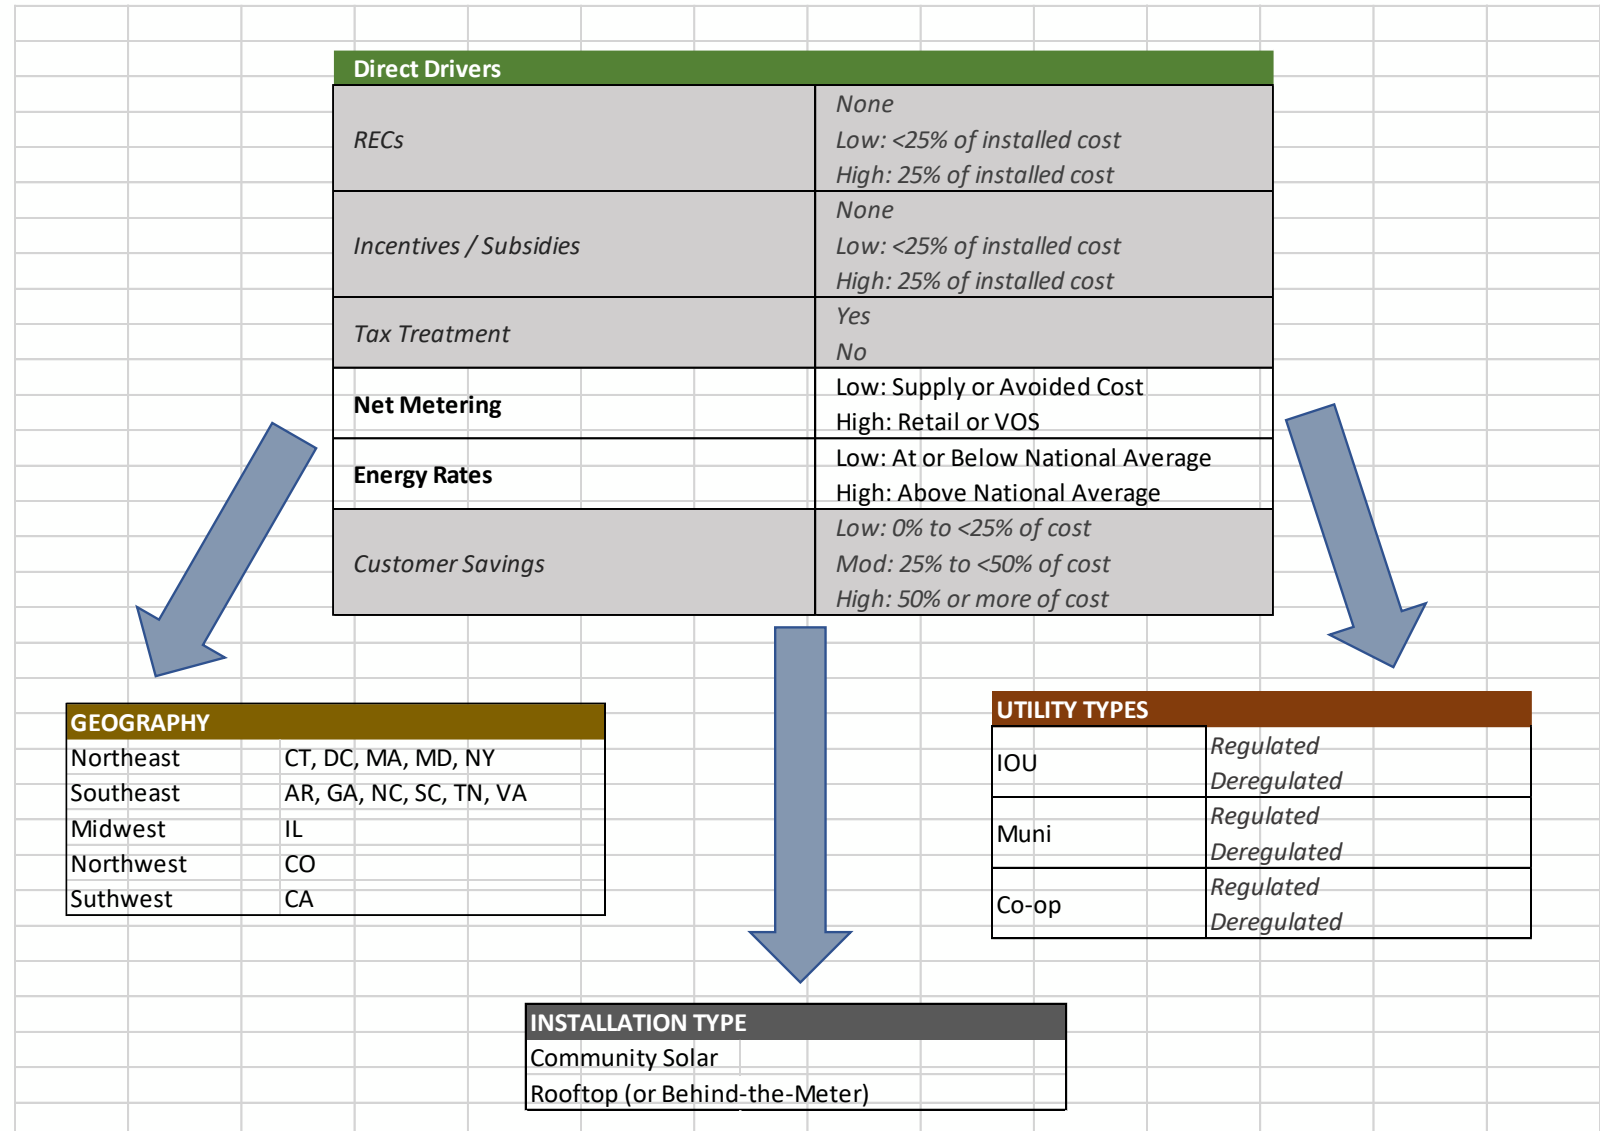 Direct Drivers
RECs
None
Low: <25% of installed cost
High: 25% of installed cost
Incentives / Subsidies
None
Low: <25% of installed cost
High: 25% of installed cost
Tax Treatment
Yes
No
Net Metering
Low: Supply or Avoided Cost
High: Retail or VOS
Energy Rates
Low: At or Below National Average
High: Above National Average
Customer Savings
Low: 0% to <25% of cost
Mod: 25% to <50% of cost
High: 50% or more of cost
GEOGRAPHY
Northeast CT, DC, MA, MD, NY
Southeast AR, GA, NC, SC, TN, VA
Midwest IL
Northwest CO
Suthwest CA
UTILITY TYPES
IOU
Regulated
Deregulated
Muni
Regulated
Deregulated
Co-op
Regulated
Deregulated
INSTALLATION TYPE
Community Solar
Rooftop (or Behind-the-Meter)